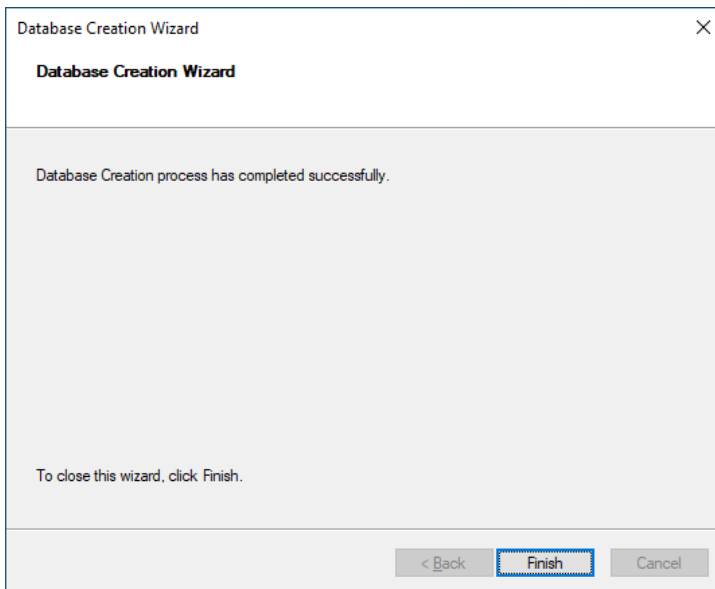 Database Creation Wizard
Database Creation Wizard
Database Creation process has completed successfully.
To close this wizard, click Finish.
< Back Finish Cancel